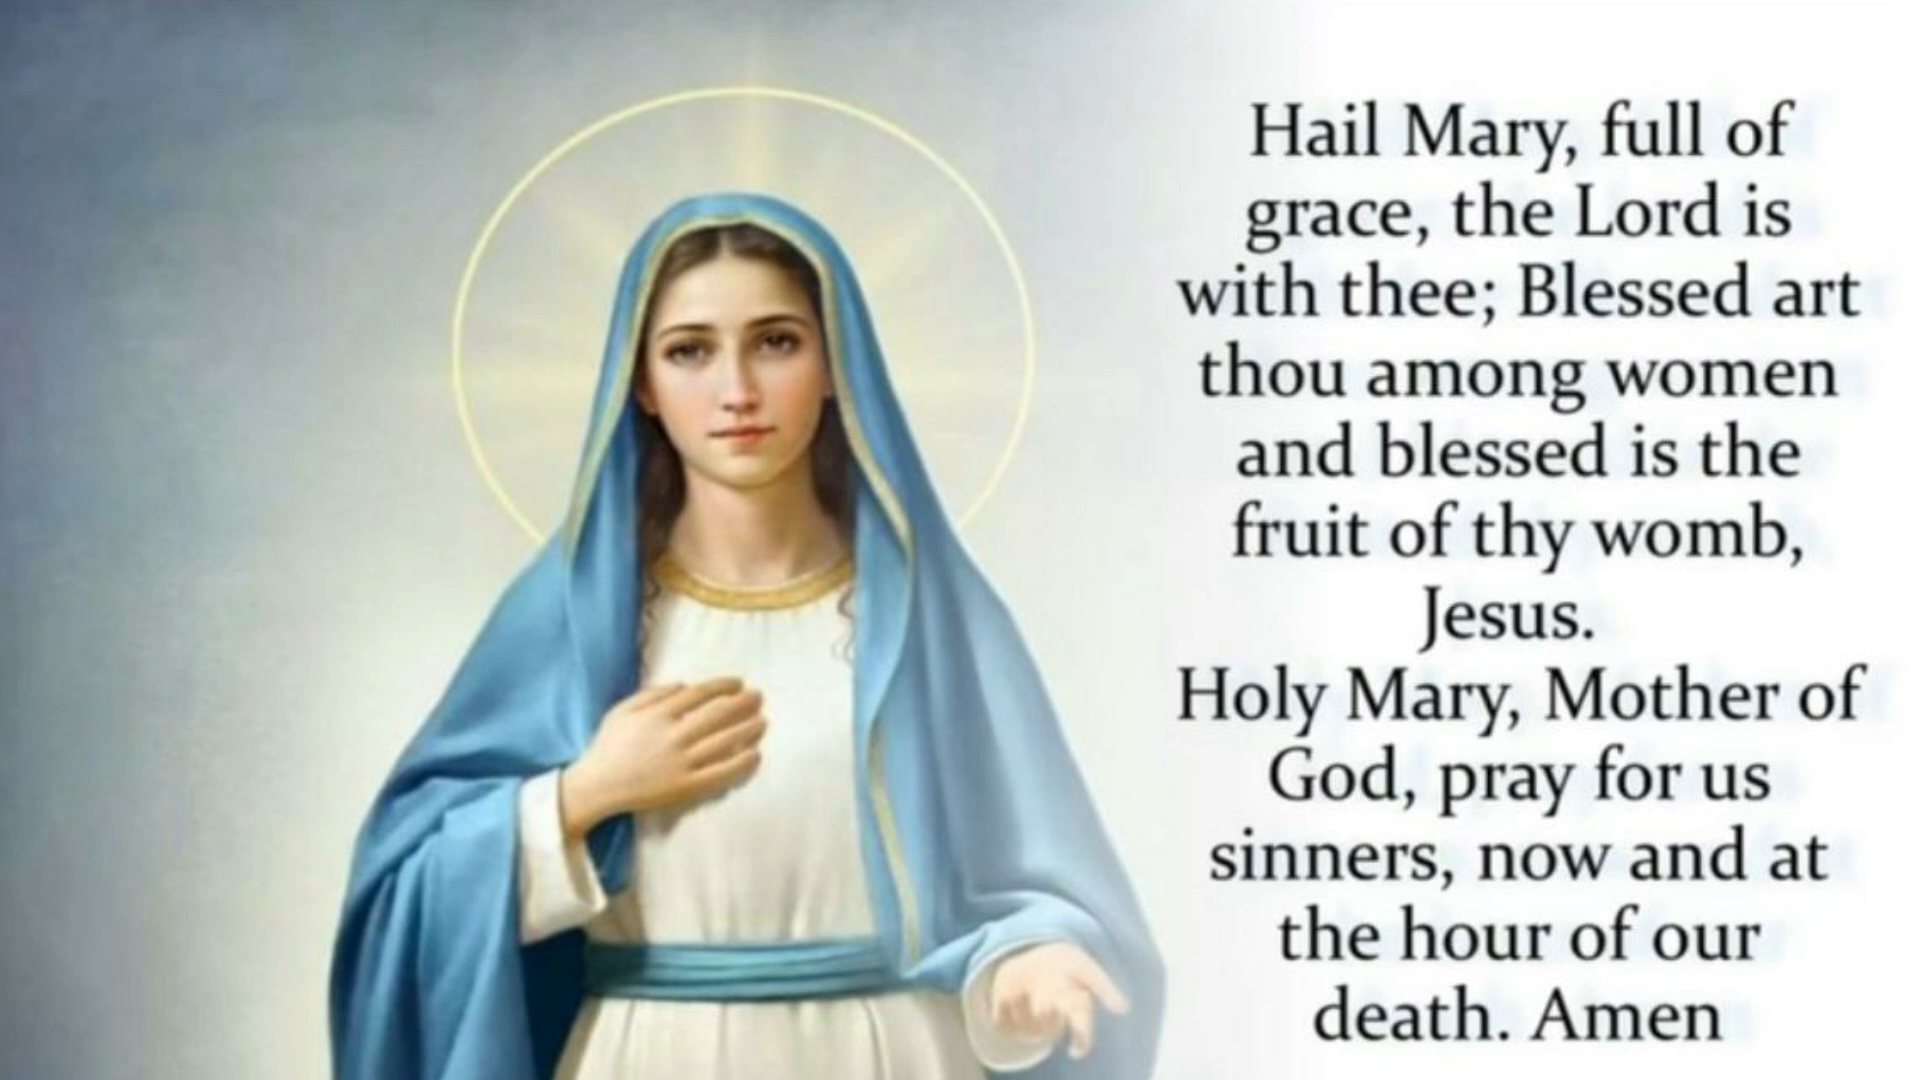 Hail Mary, full of
grace, the Lord is
with thee; Blessed art
thou among women
and blessed is the
fruit of thy womb,
Jesus.
Holy Mary, Mother of
God, pray for us
sinners, now and at
the hour of our
death. Amen